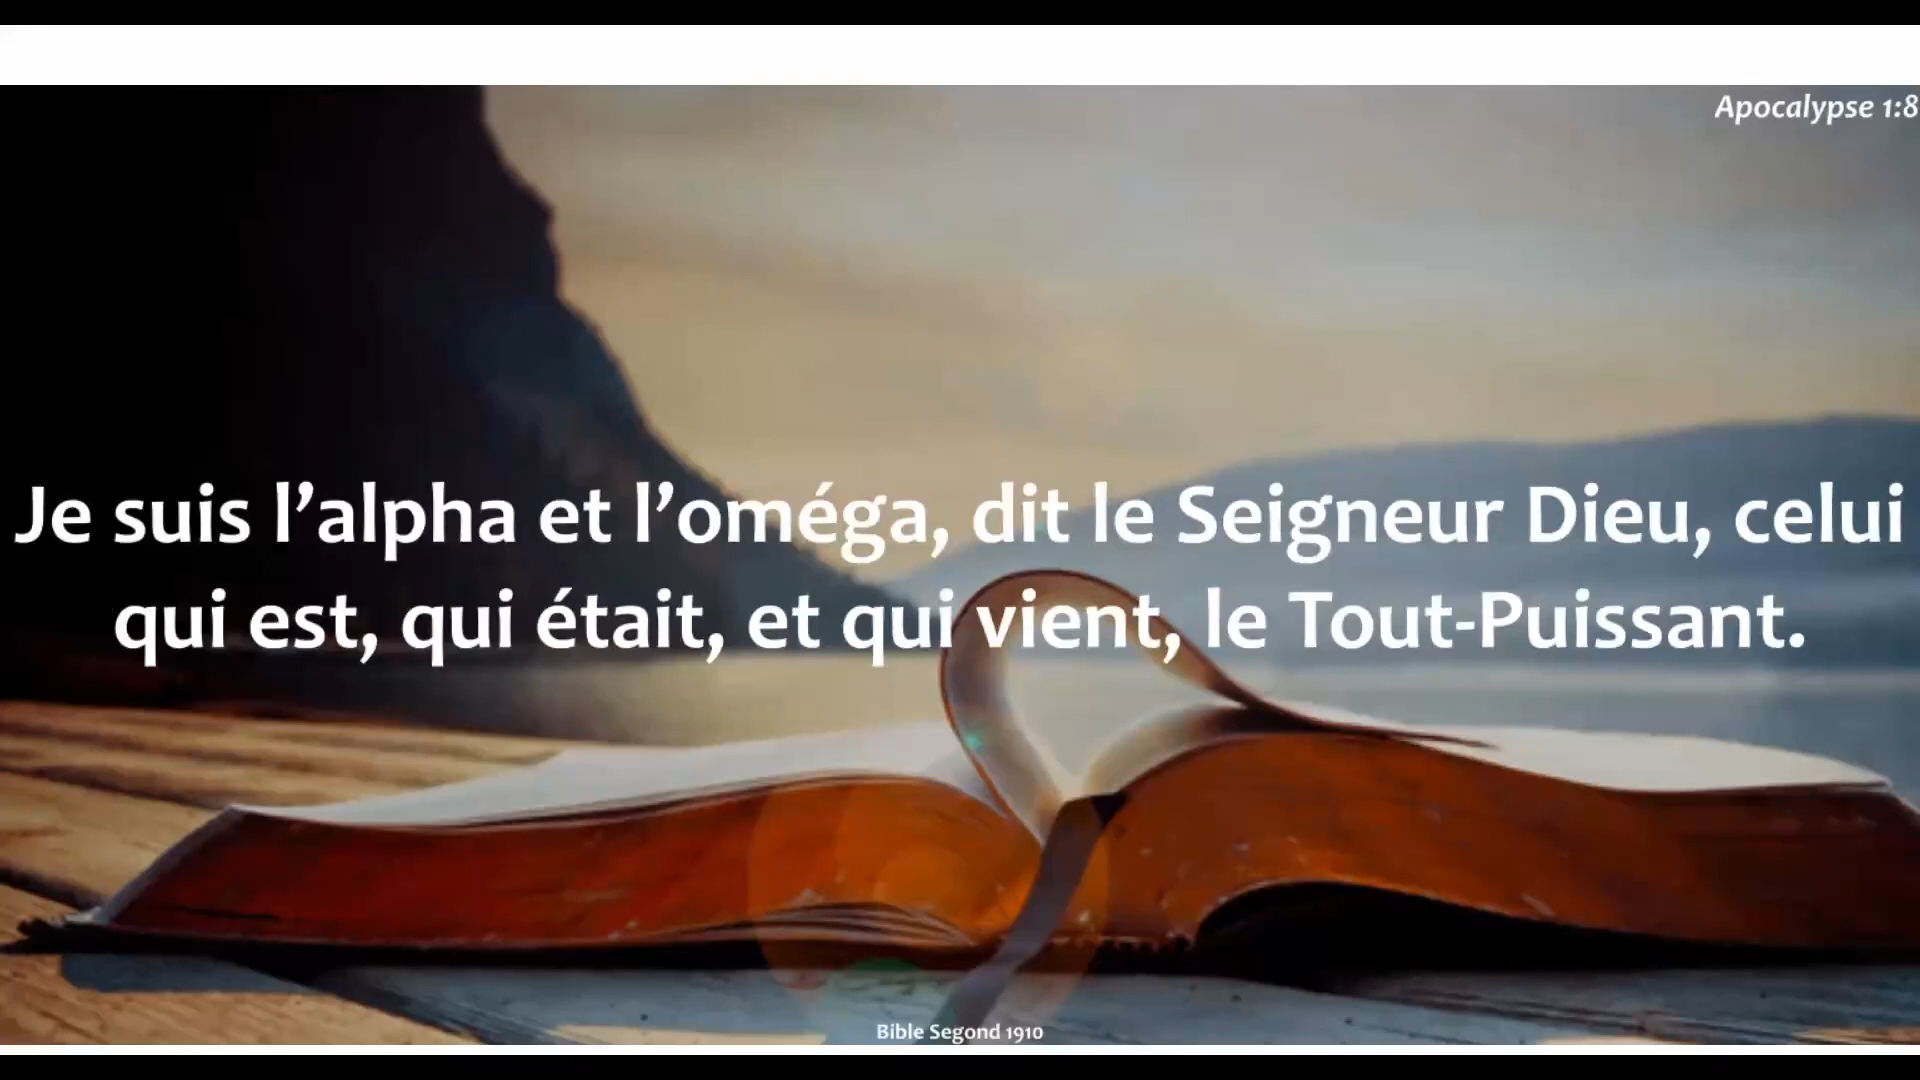 Apocalypse 1:8
Je suis l’alpha et l’oméga, dit le Seigneur Dieu, celui
qui est, qui était, et qui vient, le Tout-Puissant.
Bible Segond 1910